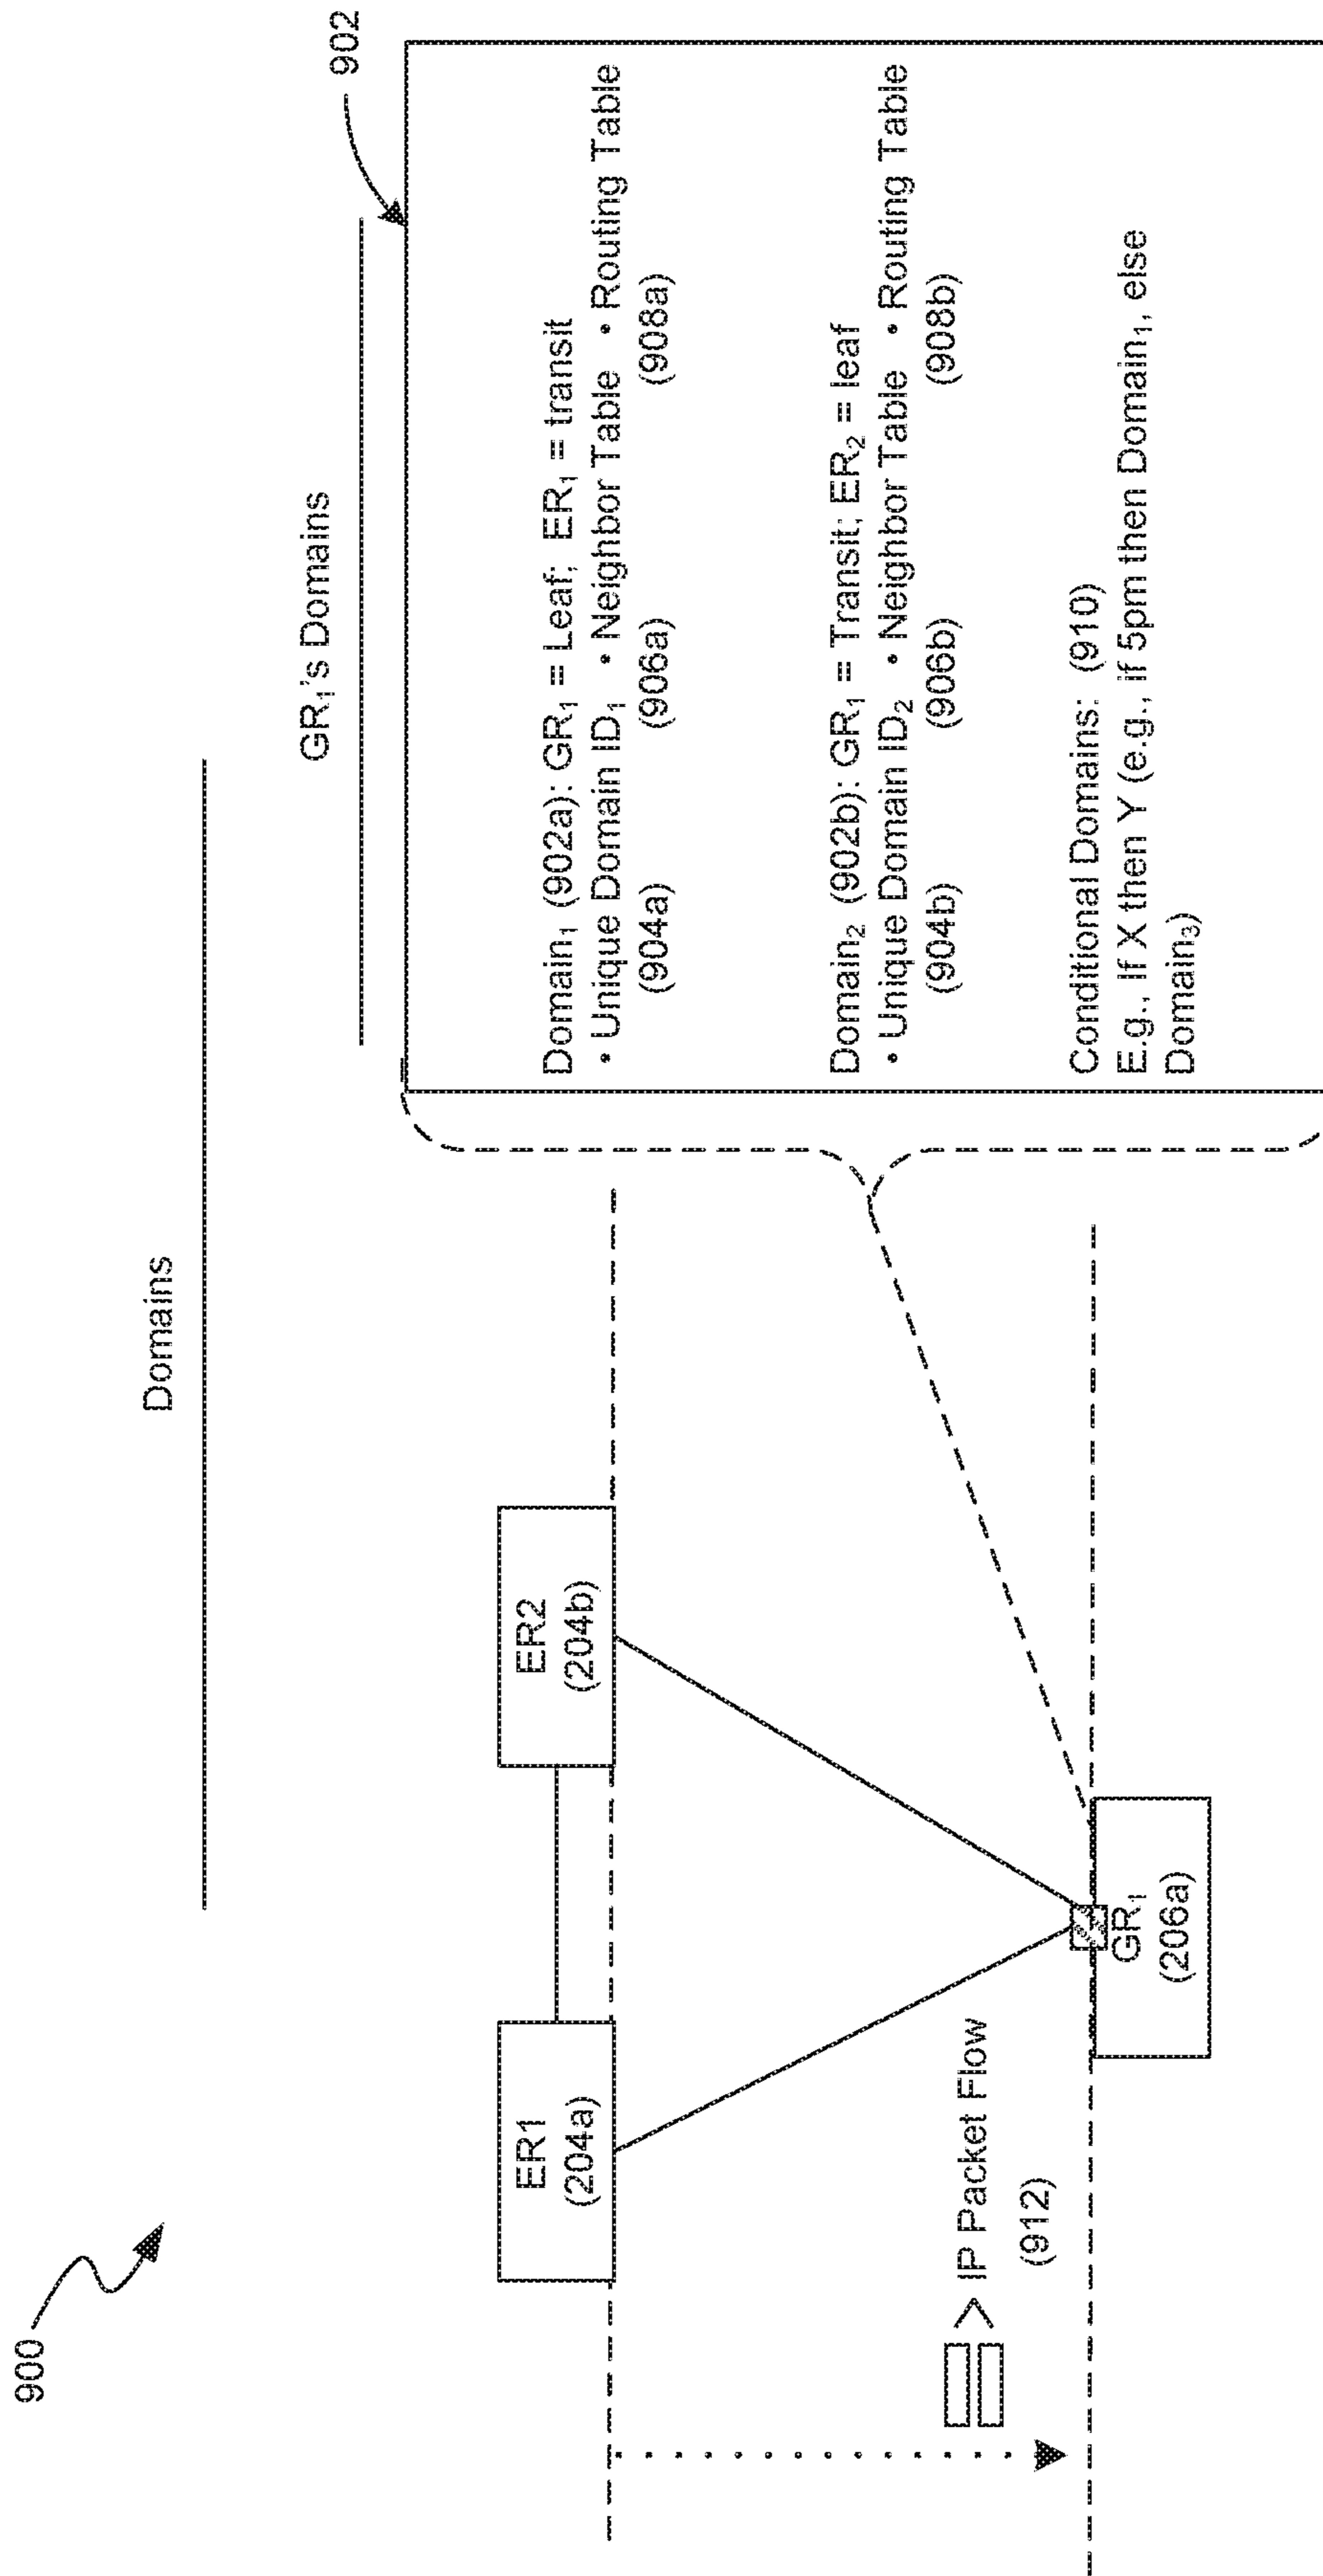 900
Domains
GR₁'s Domains
902
ER1
(204a)
ER2
(204b)
IP Packet Flow
(912)
GR₁
(206a)
Domain₁ (902a): GR₁ = Leaf; ER₁ = transit
• Unique Domain ID₁ • Neighbor Table • Routing Table
(904a) (906a) (908a)
Domain₂ (902b): GR₁ = Transit; ER₂ = leaf
• Unique Domain ID₂ • Neighbor Table • Routing Table
(904b) (906b) (908b)
Conditional Domains: (910)
E.g., If X then Y (e.g., if 5pm then Domain₁, else
Domain₃)